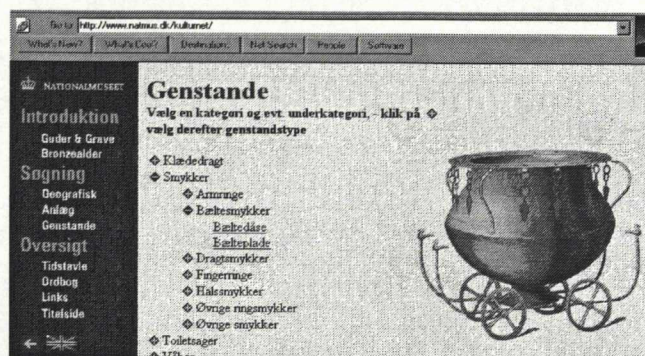 Go to: http://www.natmus.dk/kulturnet/
What's New? What's Cool? Destinations Net Search People Software
NATIONALMUSEET
Introduktion
Guder & Grave
Bronzealder
Søgning
Geografisk
Anlæg
Genstande
Oversigt
Tidstavle
Ordbog
Links
Titelside
Genstande
Vælg en kategori og evt. underkategori, - klik på
vælg derefter genstandstype
Klædedragt
Smykker
Armringe
Bæltesmykker
Bæltedåse
Bælteplade
Dragtsmykker
Fingerringe
Halssmykker
Øvrige ringsmykker
Øvrige smykker
Toiletsager